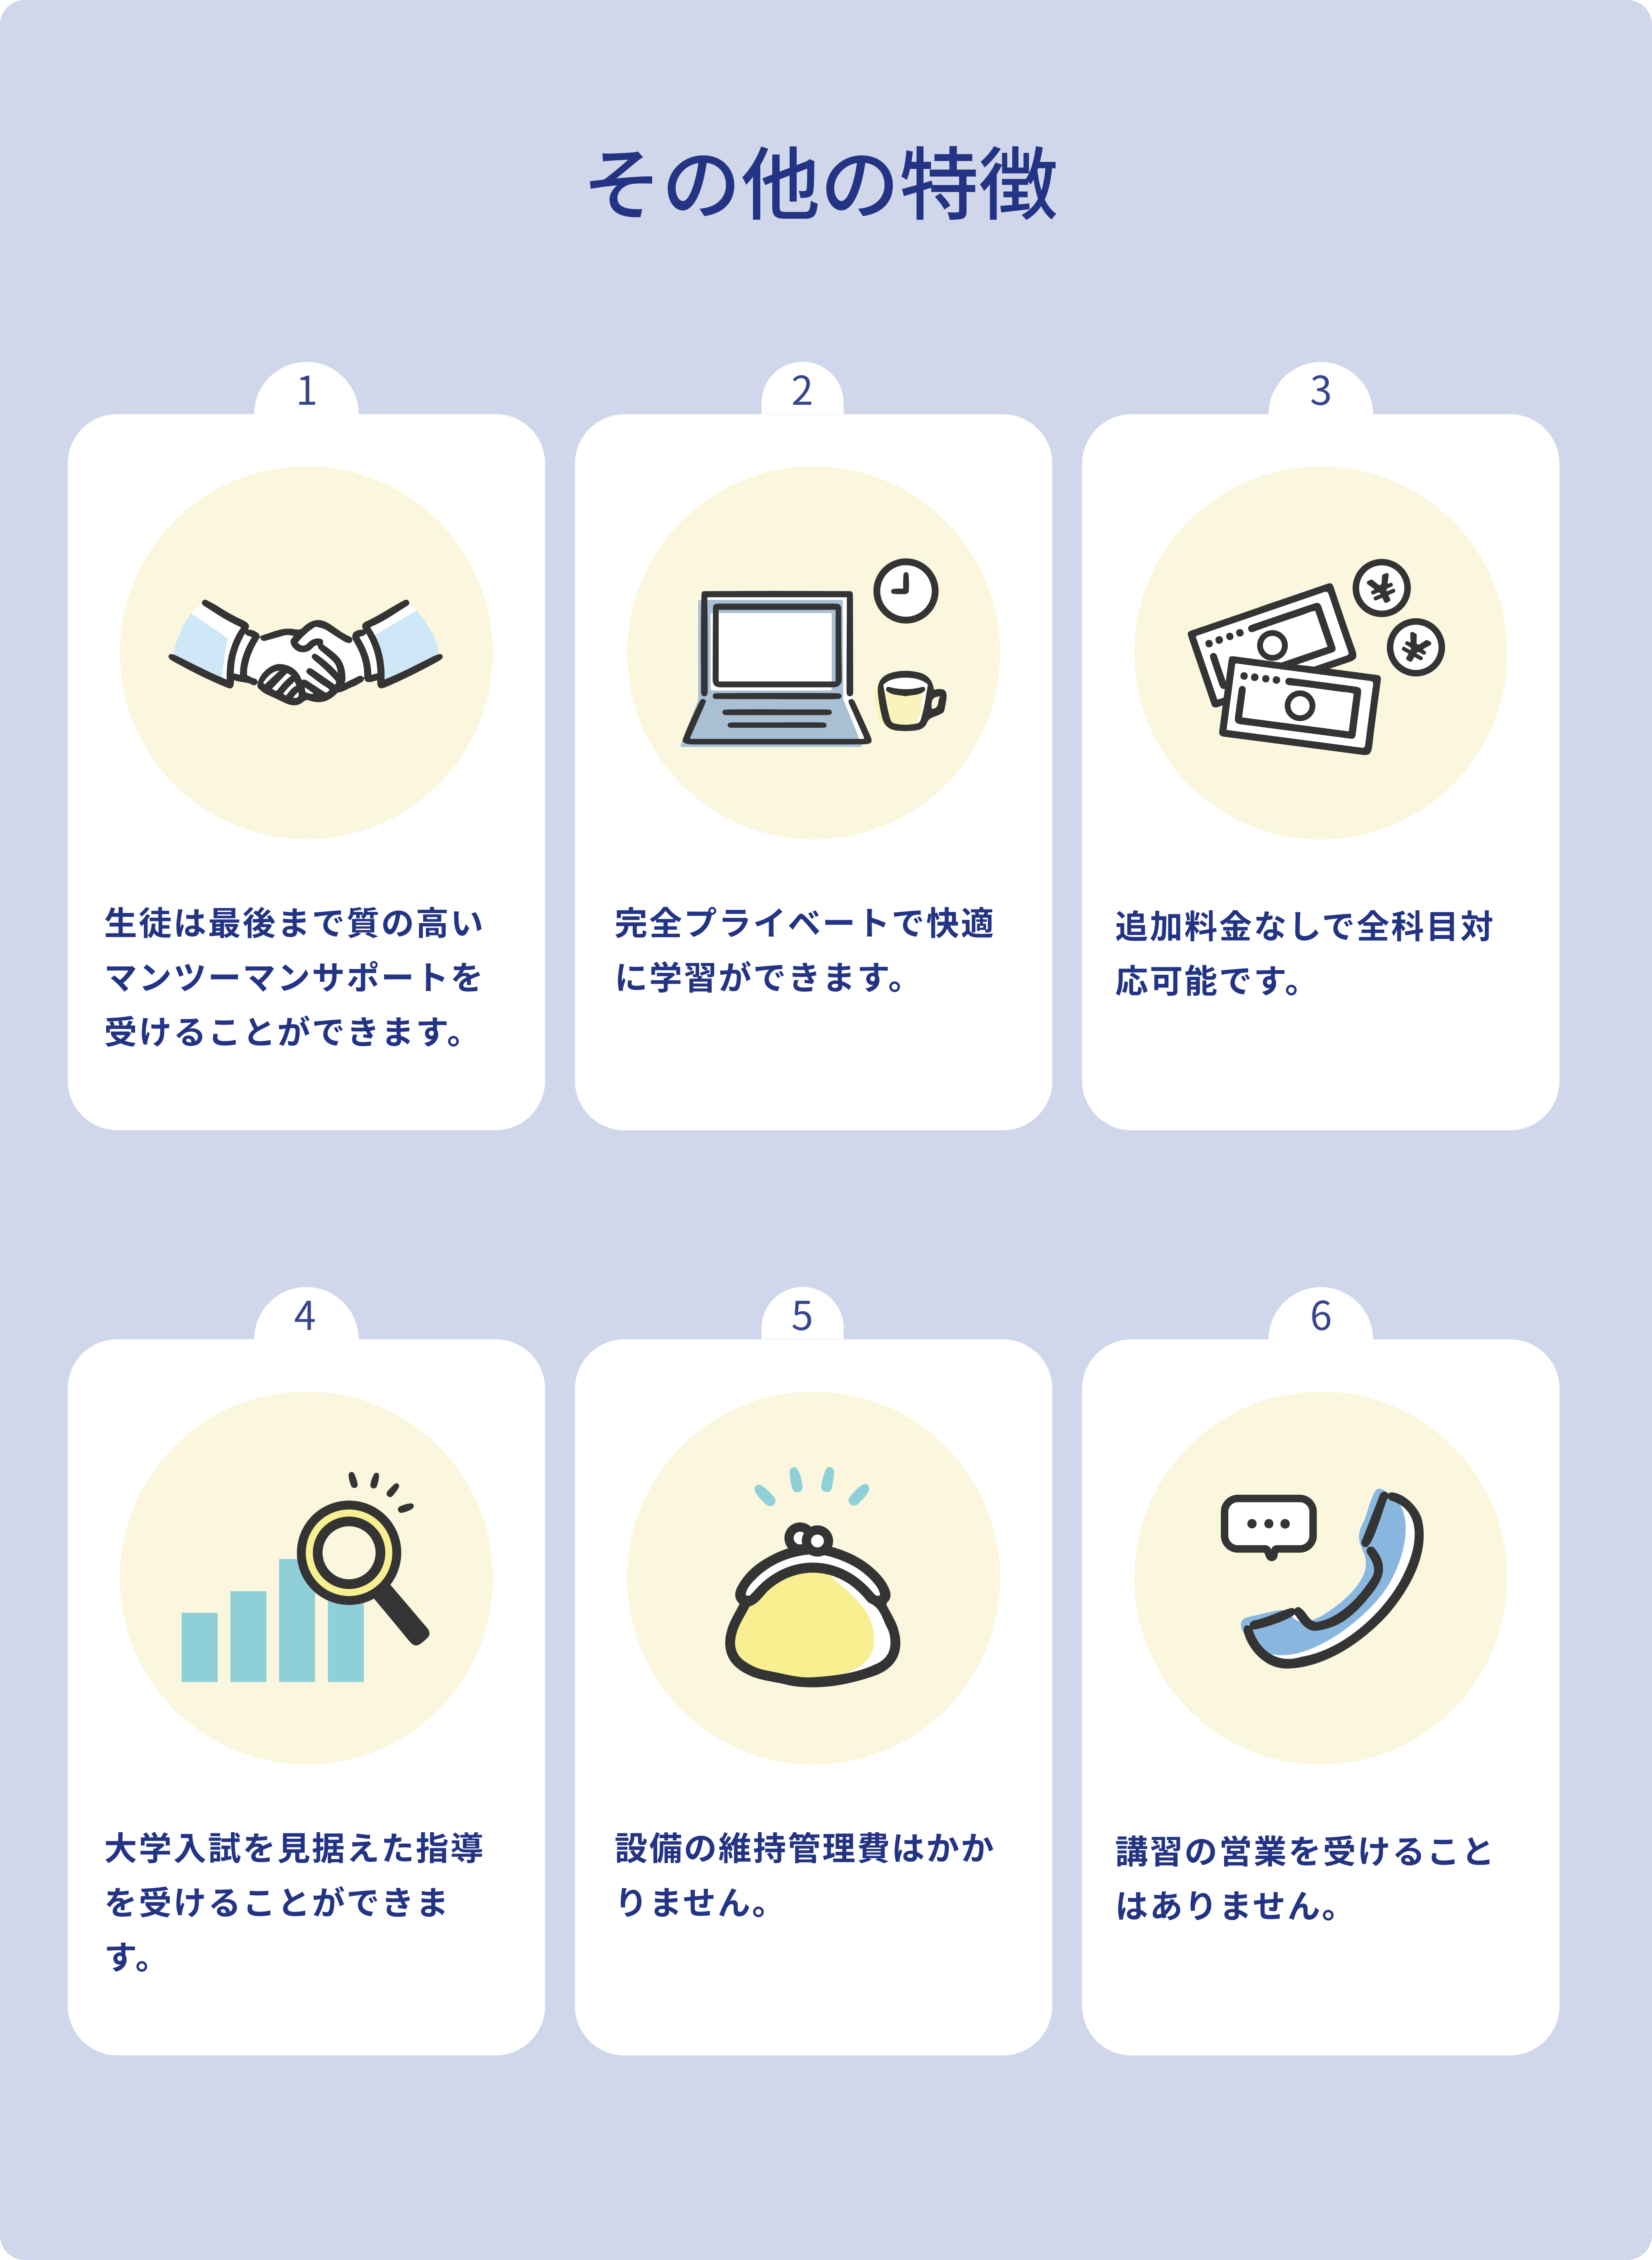 その他の特徴
1
生徒は最後まで質の高い
マンツーマンサポートを
受けることができます。
2
完全プライベートで快適
に学習ができます。
3
¥
¥
追加料金なしで全科目対
応可能です。
4
大学入試を見据えた指導
を受けることができま
す。
5
設備の維持管理費はかか
りません。
6
講習の営業を受けること
はありません。